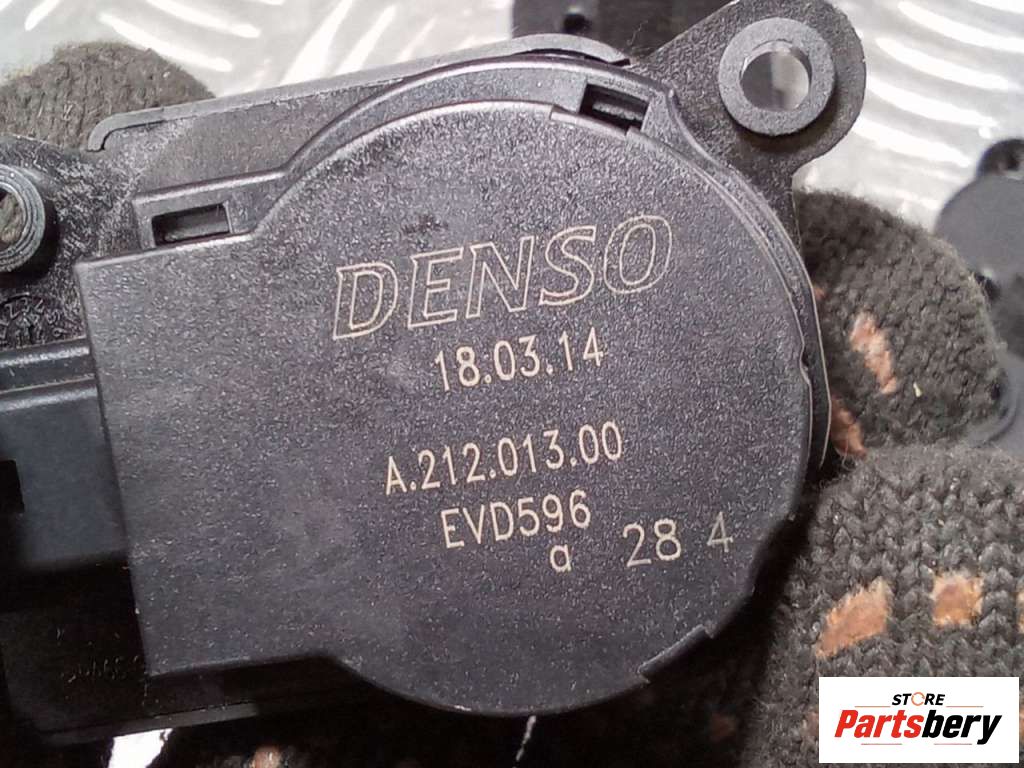 DENSO
18.03.14
A.212.013.00
EVD596
a 28 4
STORE
Partsbery